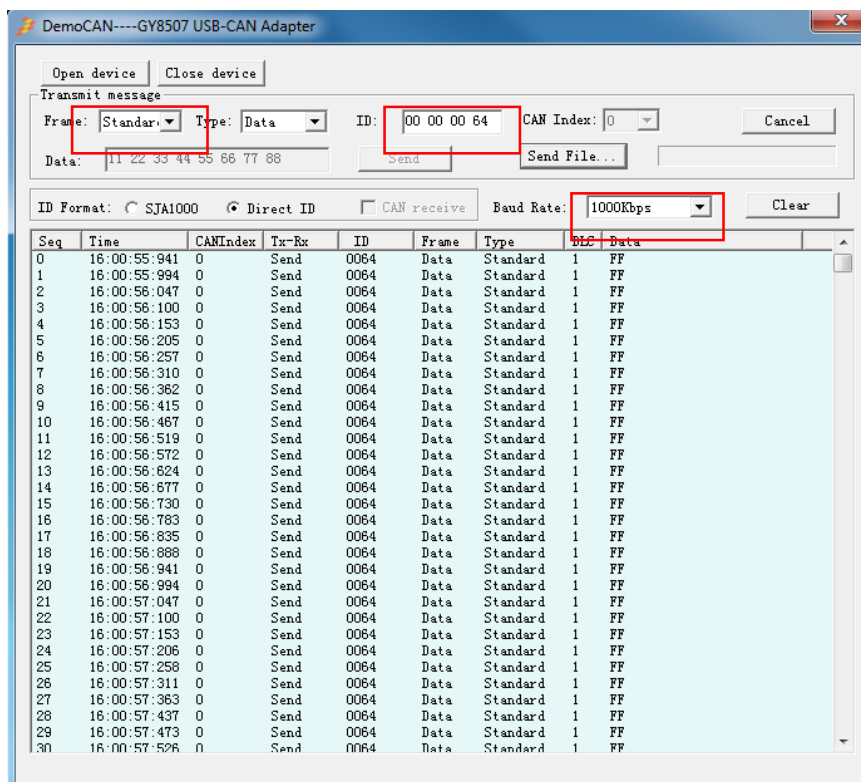 DemoCAN----GY8507 USB-CAN Adapter
Open device Close device
Transmit message
Frame: Standar Type: Data ID: 00 00 00 64 CAN Index: 0 Cancel
Data: 11 22 33 44 55 66 77 88 Send Send File...
ID Format: SJA1000 Direct ID CAN receive Baud Rate: 1000Kbps Clear
Seq Time CANIndex Tx-Rx ID Frame Type DLC Data
0 16:00:55:941 0 Send 0064 Data Standard 1 FF
1 16:00:55:994 0 Send 0064 Data Standard 1 FF
2 16:00:56:047 0 Send 0064 Data Standard 1 FF
3 16:00:56:100 0 Send 0064 Data Standard 1 FF
4 16:00:56:153 0 Send 0064 Data Standard 1 FF
5 16:00:56:205 0 Send 0064 Data Standard 1 FF
6 16:00:56:257 0 Send 0064 Data Standard 1 FF
7 16:00:56:310 0 Send 0064 Data Standard 1 FF
8 16:00:56:362 0 Send 0064 Data Standard 1 FF
9 16:00:56:415 0 Send 0064 Data Standard 1 FF
10 16:00:56:467 0 Send 0064 Data Standard 1 FF
11 16:00:56:519 0 Send 0064 Data Standard 1 FF
12 16:00:56:572 0 Send 0064 Data Standard 1 FF
13 16:00:56:624 0 Send 0064 Data Standard 1 FF
14 16:00:56:677 0 Send 0064 Data Standard 1 FF
15 16:00:56:730 0 Send 0064 Data Standard 1 FF
16 16:00:56:783 0 Send 0064 Data Standard 1 FF
17 16:00:56:835 0 Send 0064 Data Standard 1 FF
18 16:00:56:888 0 Send 0064 Data Standard 1 FF
19 16:00:56:941 0 Send 0064 Data Standard 1 FF
20 16:00:56:994 0 Send 0064 Data Standard 1 FF
21 16:00:57:047 0 Send 0064 Data Standard 1 FF
22 16:00:57:100 0 Send 0064 Data Standard 1 FF
23 16:00:57:153 0 Send 0064 Data Standard 1 FF
24 16:00:57:206 0 Send 0064 Data Standard 1 FF
25 16:00:57:258 0 Send 0064 Data Standard 1 FF
26 16:00:57:311 0 Send 0064 Data Standard 1 FF
27 16:00:57:363 0 Send 0064 Data Standard 1 FF
28 16:00:57:437 0 Send 0064 Data Standard 1 FF
29 16:00:57:473 0 Send 0064 Data Standard 1 FF
30 16:00:57:526 0 Send 0064 Data Standard 1 FF